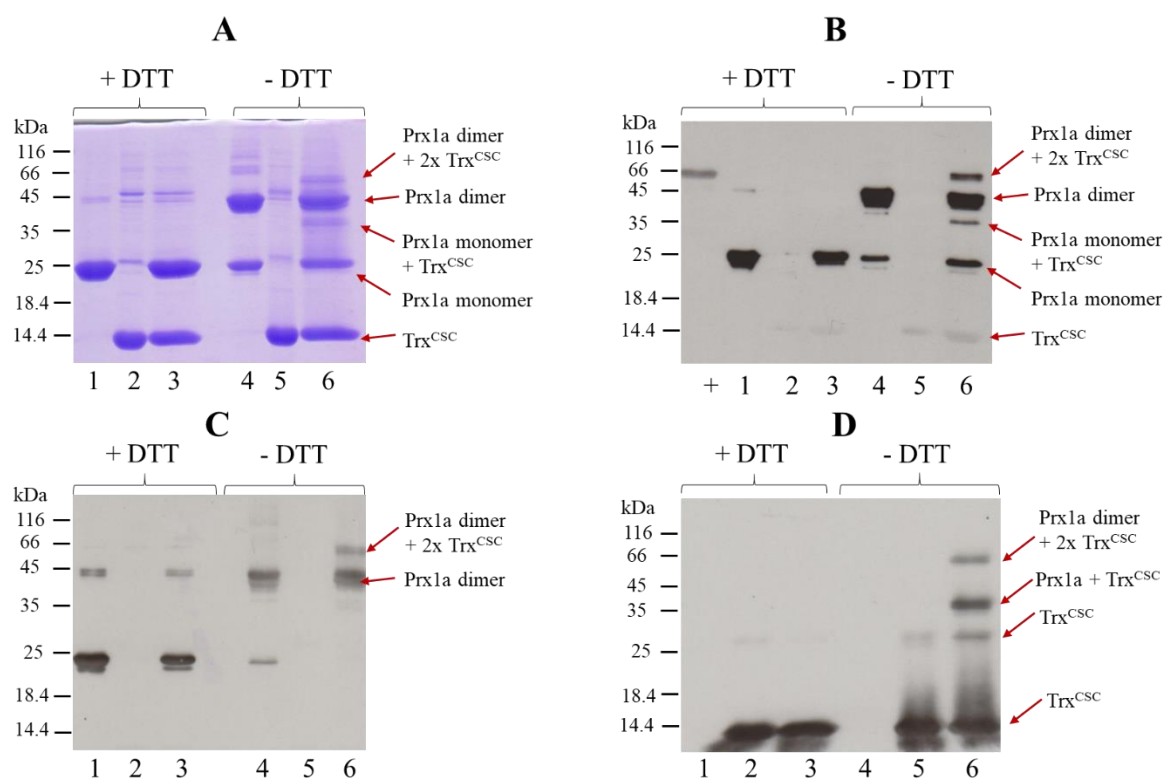 A
+ DTT
- DTT
kDa
116
66
45
35
25
18.4
14.4
Prx1a dimer
+ 2x Trx^CSC
Prx1a dimer
Prx1a monomer
+ Trx^CSC
Prx1a monomer
Trx^CSC
1 2 3 4 5 6
B
+ DTT
- DTT
kDa
116
66
45
35
25
18.4
14.4
Prx1a dimer
+ 2x Trx^CSC
Prx1a dimer
Prx1a monomer
+ Trx^CSC
Prx1a monomer
Trx^CSC
+ 1 2 3 4 5 6
C
+ DTT
- DTT
kDa
116
66
45
35
25
18.4
14.4
Prx1a dimer
+ 2x Trx^CSC
Prx1a dimer
1 2 3 4 5 6
D
+ DTT
- DTT
kDa
116
66
45
35
25
18.4
14.4
Prx1a dimer
+ 2x Trx^CSC
Prx1a + Trx^CSC
Trx^CSC
Trx^CSC
1 2 3 4 5 6